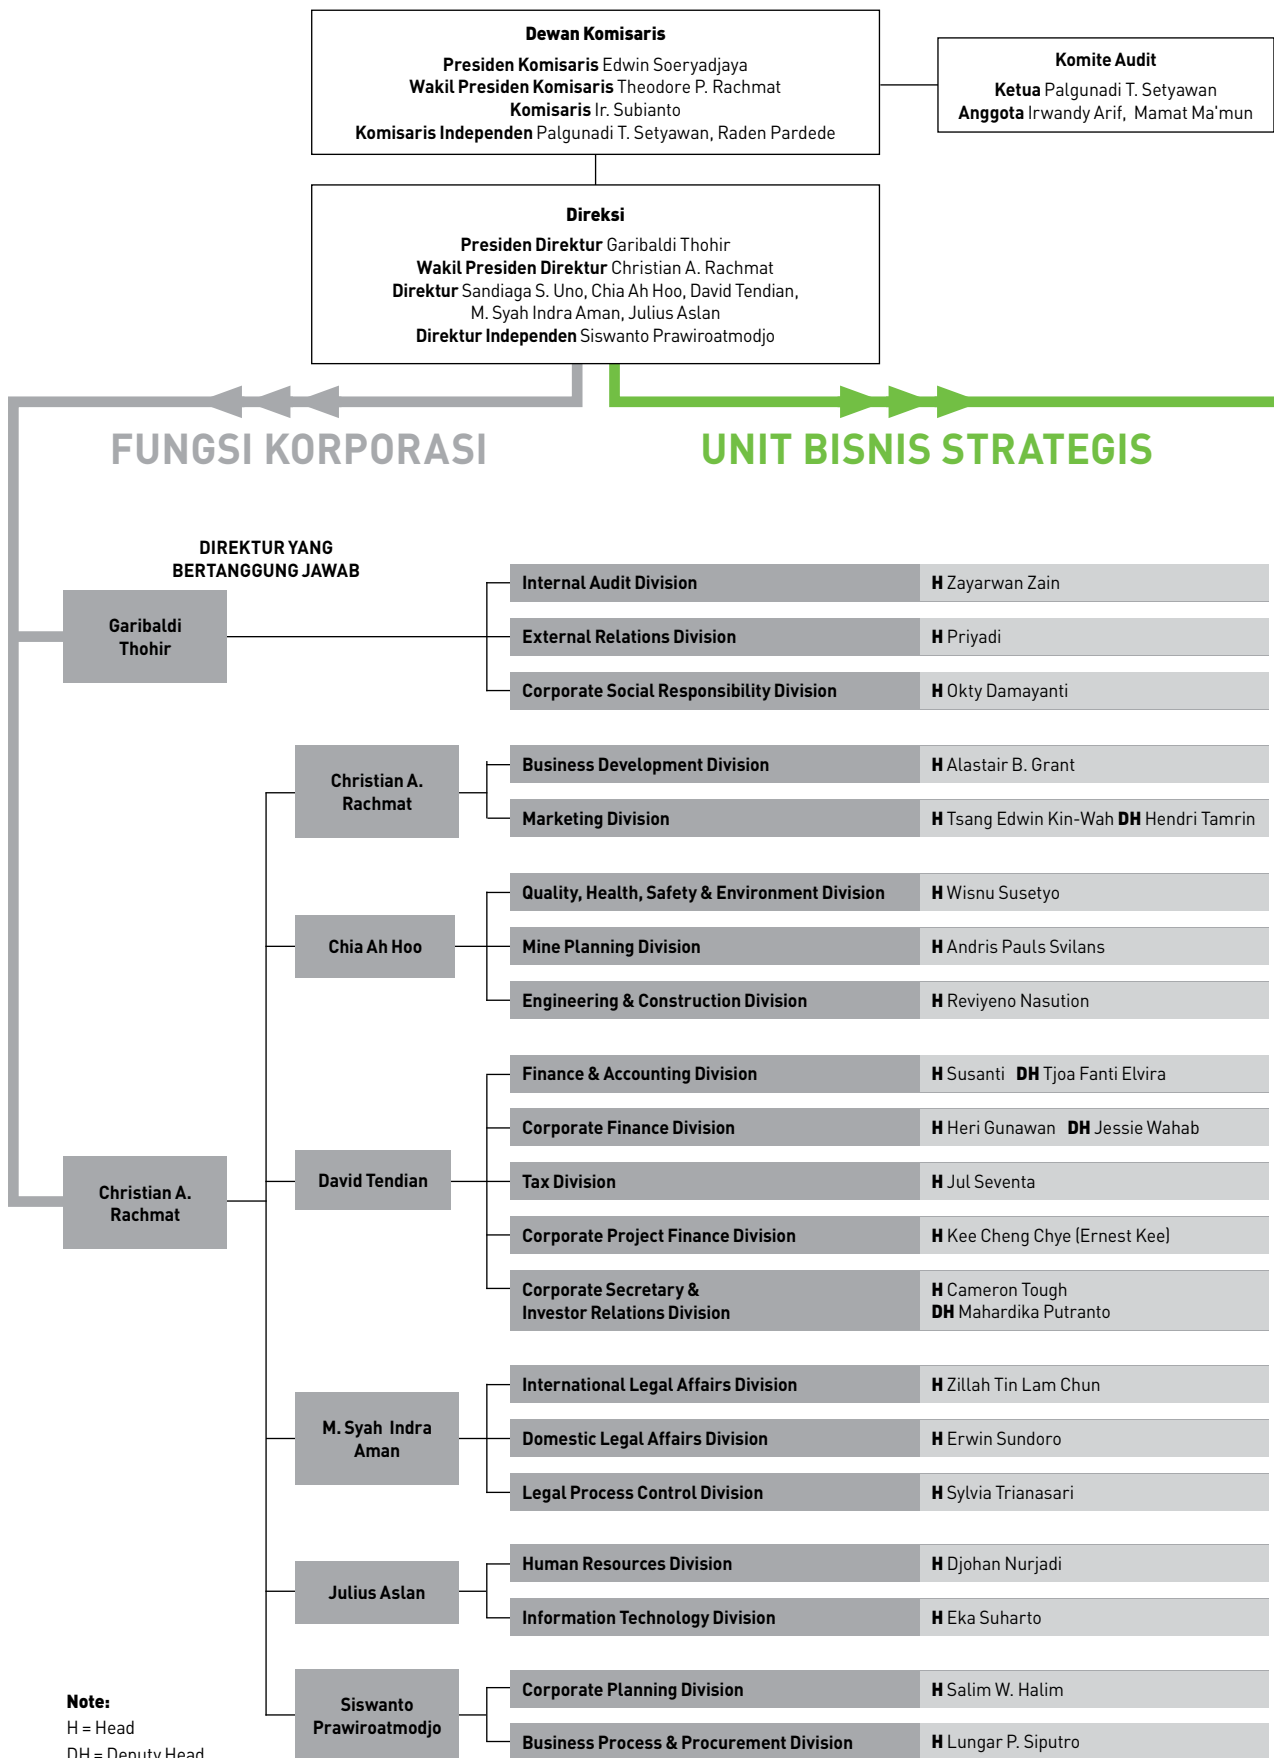 Dewan Komisaris
Presiden Komisaris Edwin Soeryadjaya
Wakil Presiden Komisaris Theodore P. Rachmat
Komisaris Ir. Subianto
Komisaris Independen Palgunadi T. Setyawan, Raden Pardede
Komite Audit
Ketua Palgunadi T. Setyawan
Anggota Irwandy Arif, Mamat Ma'mun
Direksi
Presiden Direktur Garibaldi Thohir
Wakil Presiden Direktur Christian A. Rachmat
Direktur Sandiaga S. Uno, Chia Ah Hoo, David Tendian,
M. Syah Indra Aman, Julius Aslan
Direktur Independen Siswanto Prawiroatmodjo
FUNGSI KORPORASI
UNIT BISNIS STRATEGIS
DIREKTUR YANG
BERTANGGUNG JAWAB
Garibaldi
Thohir
Internal Audit Division
H Zayarwan Zain
External Relations Division
H Priyadi
Corporate Social Responsibility Division
H Okty Damayanti
Christian A.
Rachmat
Christian A.
Rachmat
Business Development Division
H Alastair B. Grant
Marketing Division
H Tsang Edwin Kin-Wah DH Hendri Tamrin
Chia Ah Hoo
Quality, Health, Safety & Environment Division
H Wisnu Susetyo
Mine Planning Division
H Andris Pauls Svilans
Engineering & Construction Division
H Reviyeno Nasution
David Tendian
Finance & Accounting Division
H Susanti DH Tjoa Fanti Elvira
Corporate Finance Division
H Heri Gunawan DH Jessie Wahab
Tax Division
H Jul Seventa
Corporate Project Finance Division
H Kee Cheng Chye (Ernest Kee)
Corporate Secretary &
Investor Relations Division
H Cameron Tough
DH Mahardika Putranto
M. Syah Indra
Aman
International Legal Affairs Division
H Zillah Tin Lam Chun
Domestic Legal Affairs Division
H Erwin Sundoro
Legal Process Control Division
H Sylvia Trianasari
Julius Aslan
Human Resources Division
H Djohan Nurjadi
Information Technology Division
H Eka Suharto
Siswanto
Prawiroatmodjo
Corporate Planning Division
H Salim W. Halim
Business Process & Procurement Division
H Lungar P. Siputro
Note:
H = Head
DH = Deputy Head